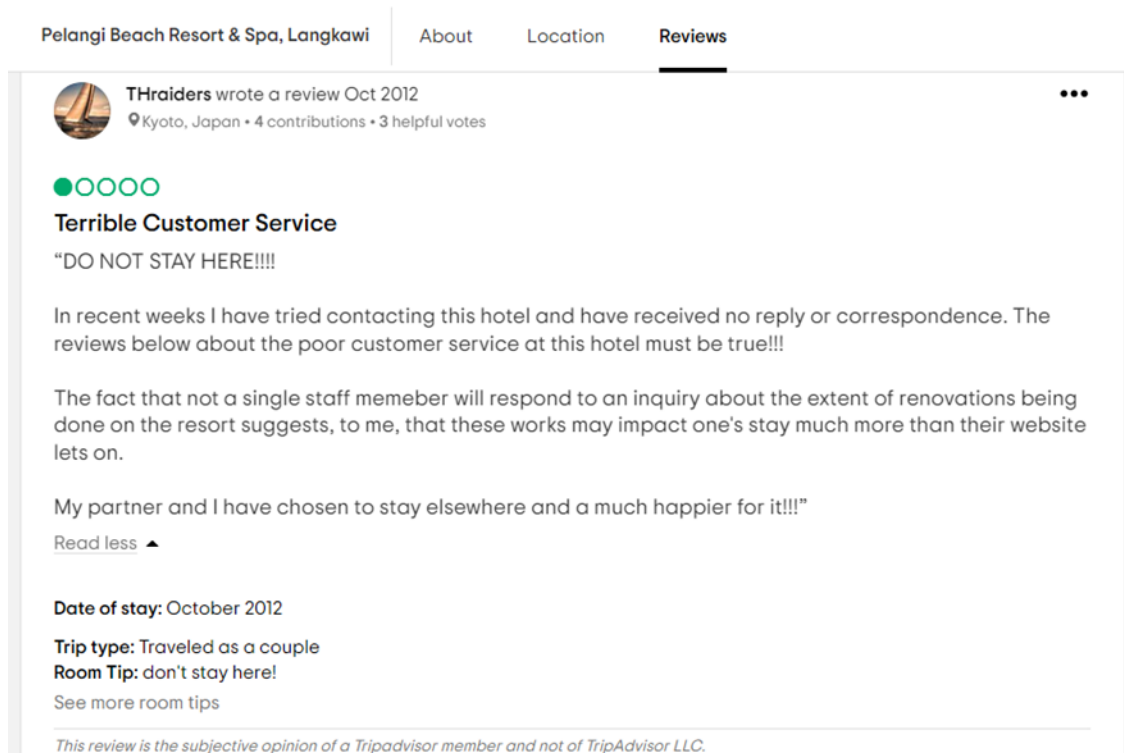 Pelangi Beach Resort & Spa, Langkawi About Location Reviews
THraiders wrote a review Oct 2012
Kyoto, Japan • 4 contributions • 3 helpful votes
Terrible Customer Service
“DO NOT STAY HERE!!!!
In recent weeks I have tried contacting this hotel and have received no reply or correspondence. The
reviews below about the poor customer service at this hotel must be true!!!
The fact that not a single staff memeber will respond to an inquiry about the extent of renovations being
done on the resort suggests, to me, that these works may impact one's stay much more than their website
lets on.
My partner and I have chosen to stay elsewhere and a much happier for it!!!”
Read less
Date of stay: October 2012
Trip type: Traveled as a couple
Room Tip: don't stay here!
See more room tips
This review is the subjective opinion of a Tripadvisor member and not of TripAdvisor LLC.